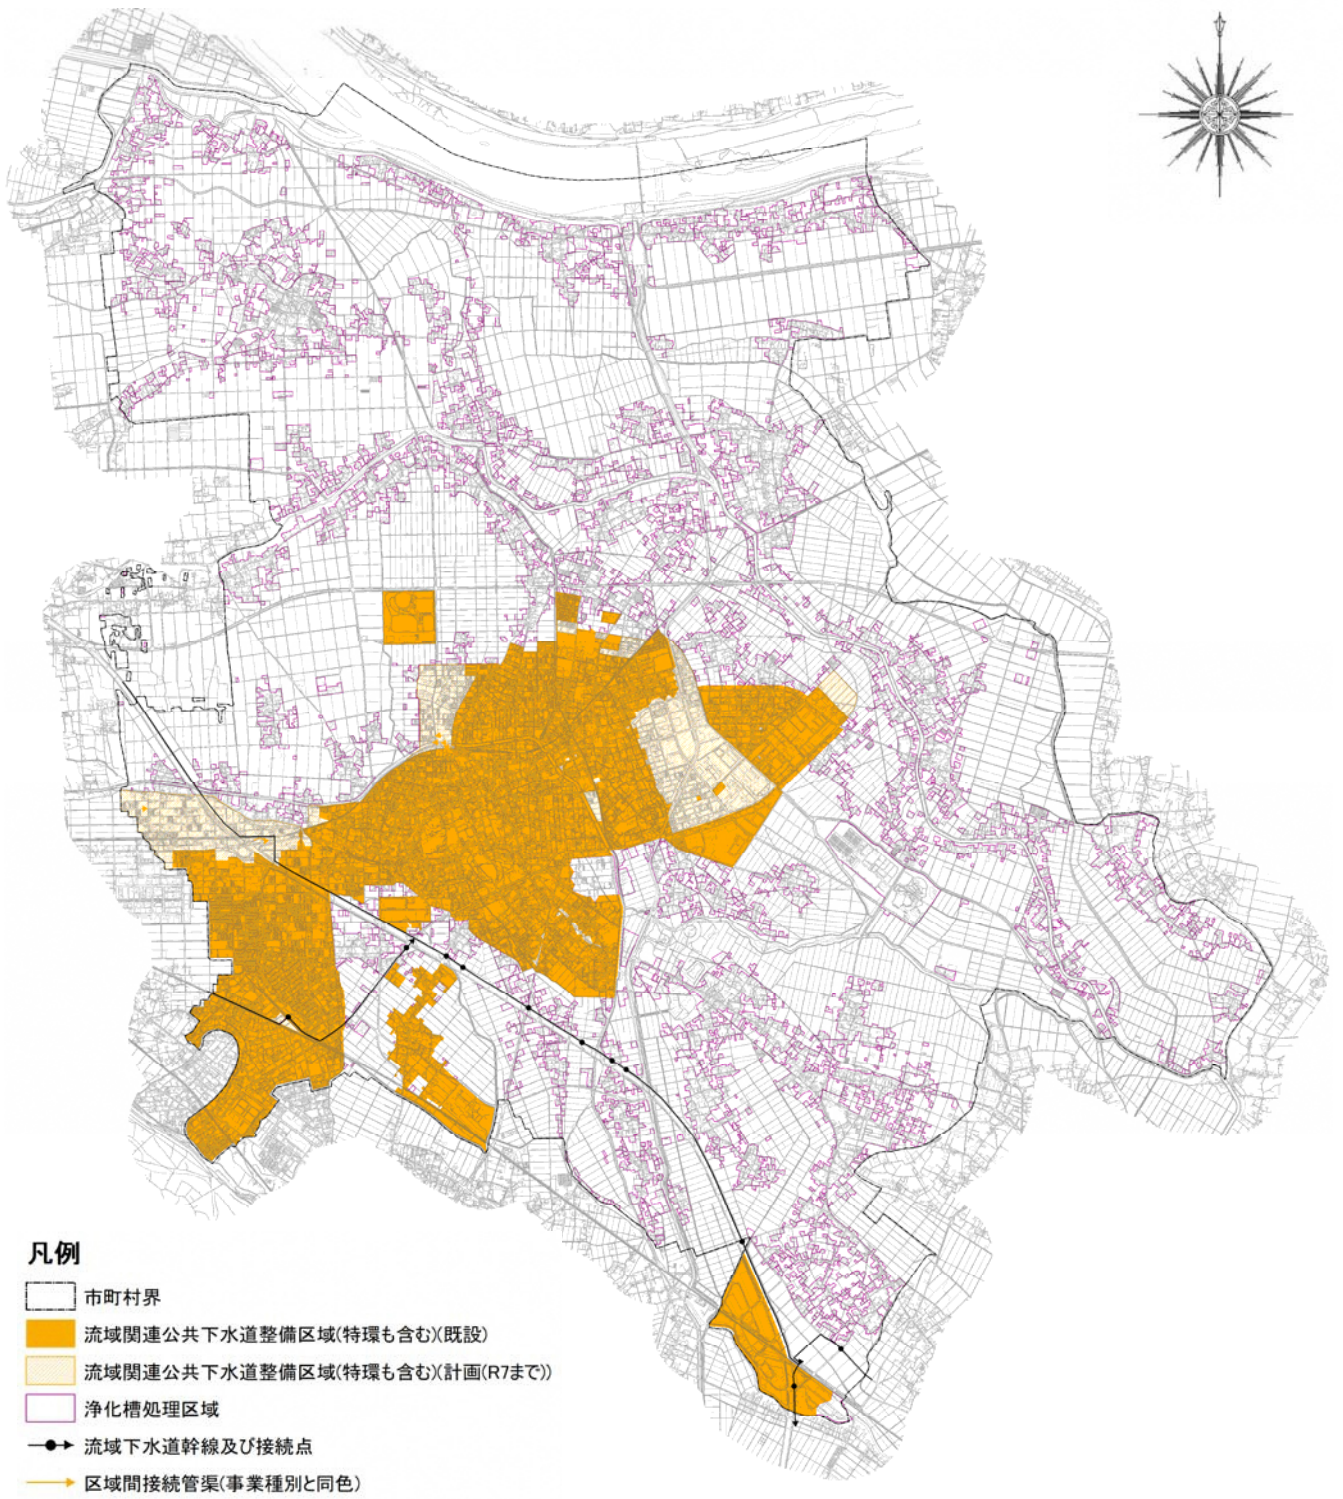 凡例
市町村界
流域関連公共下水道整備区域(特環も含む)(既設)
流域関連公共下水道整備区域(特環も含む)(計画(R7まで))
浄化槽処理区域
流域下水道幹線及び接続点
区域間接続管渠(事業種別と同色)